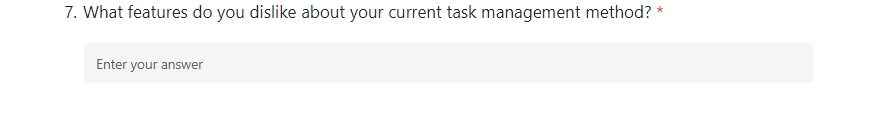 7. What features do you dislike about your current task management method? *
Enter your answer